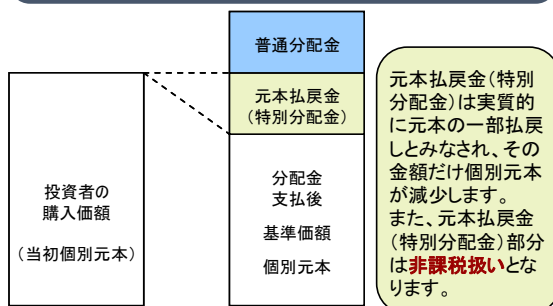 普通分配金
元本払戻金
(特別分配金)
投資者の
購入価額
(当初個別元本)
分配金
支払後
基準価額
個別元本
元本払戻金(特別
分配金)は実質的
に元本の一部払戻
しとみなされ、その
金額だけ個別元本
が減少します。
また、元本払戻金
(特別分配金)部分
は非課税扱いとな
ります。